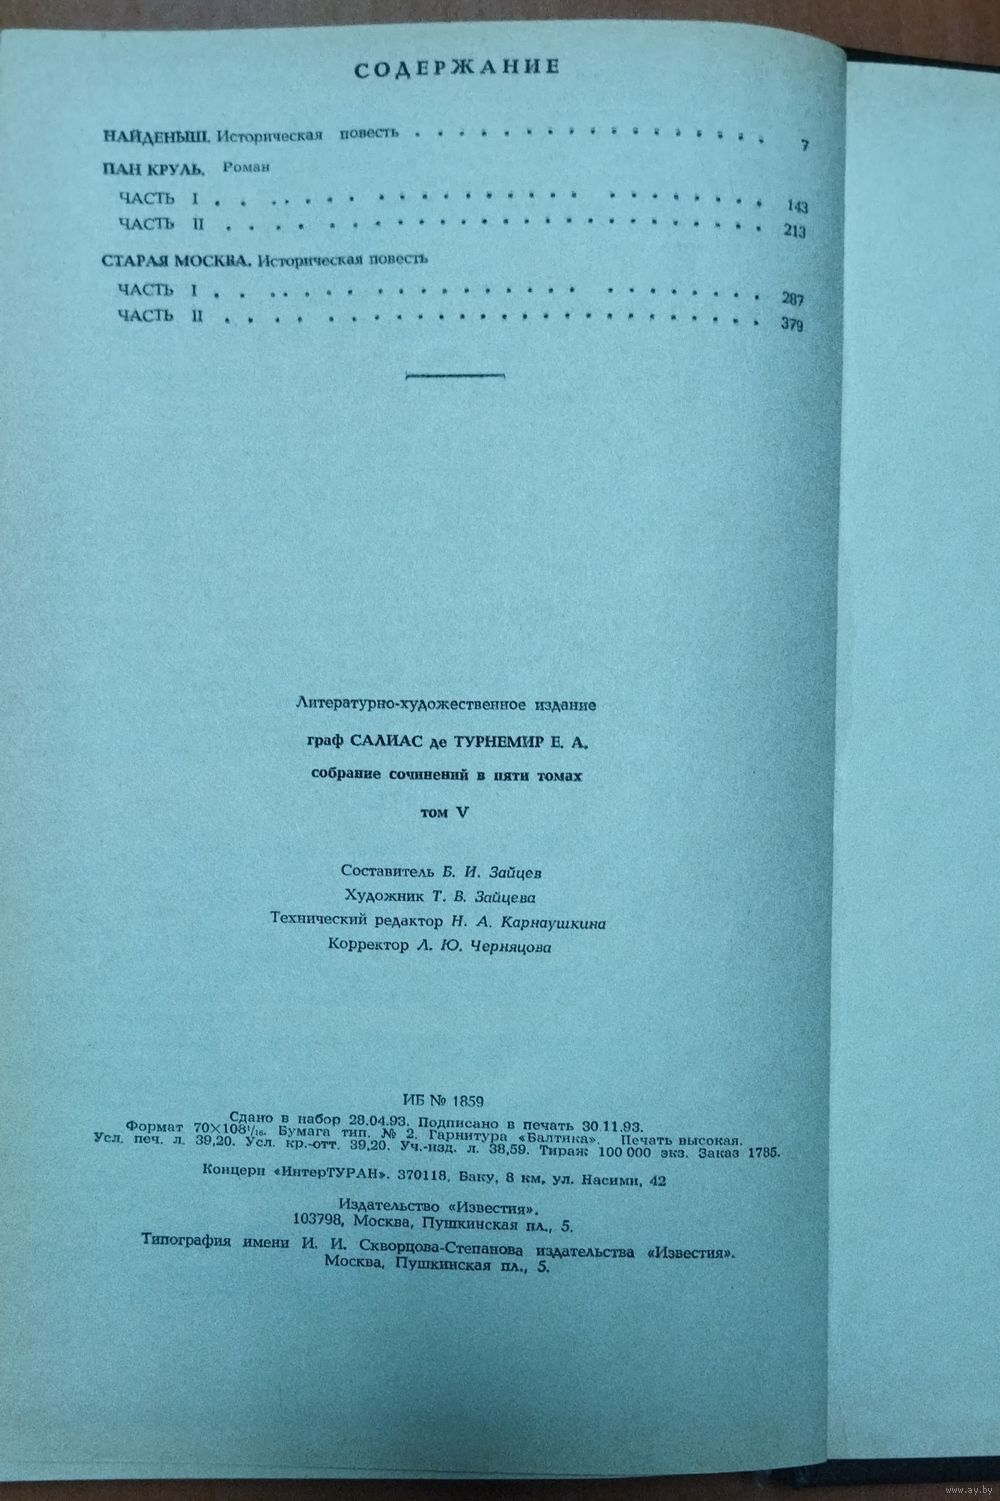 СОДЕРЖАНИЕ
НАЙДЕНЫШ. Историческая повесть . . . . . . . . . . . . . . . . 7
ПАН КРУЛЬ. Роман
ЧАСТЬ I . . . . . . . . . . . . . . . . . . . . . . 143
ЧАСТЬ II . . . . . . . . . . . . . . . . . . . . . . 213
СТАРАЯ МОСКВА. Историческая повесть
ЧАСТЬ I . . . . . . . . . . . . . . . . . . . . . . 287
ЧАСТЬ II . . . . . . . . . . . . . . . . . . . . . . 379
Литературно-художественное издание
граф САЛИАС де ТУРНЕМИР Е. А.
собрание сочинений в пяти томах
том V
Составитель Б. И. Зайцев
Художник Т. В. Зайцева
Технический редактор Н. А. Карнаушкина
Корректор Л. Ю. Черняцова
ИБ № 1859
Сдано в набор 28.04.93. Подписано в печать 30.11.93.
Формат 70×108¹/₁₆. Бумага тип. № 2. Гарнитура «Балтика». Печать высокая.
Усл. печ. л. 39,20. Усл. кр.-отт. 39,20. Уч.-изд. л. 38,59. Тираж 100 000 экз. Заказ 1785.
Концерн «ИнтерТУРАН». 370118, Баку, 8 км, ул. Насими, 42
Издательство «Известия».
103798, Москва, Пушкинская пл., 5.
Типография имени И. И. Скворцова-Степанова издательства «Известия».
Москва, Пушкинская пл., 5.
www.ay.by